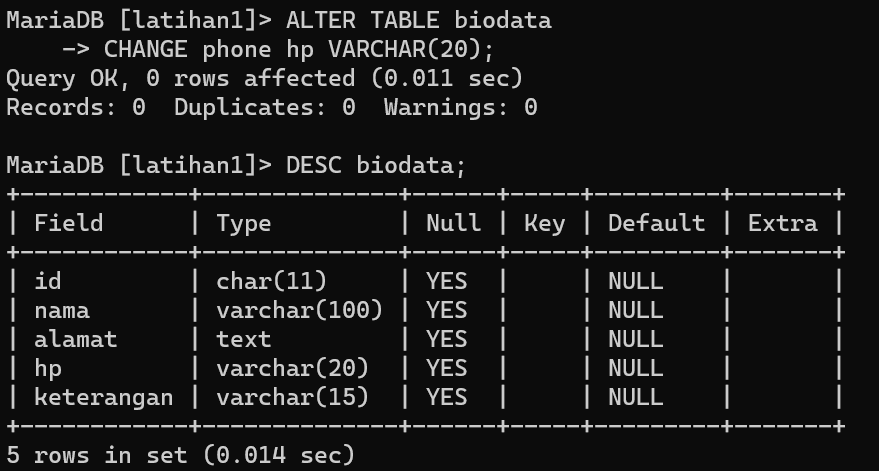 MariaDB [latihan1]> ALTER TABLE biodata
    -> CHANGE phone hp VARCHAR(20);
Query OK, 0 rows affected (0.011 sec)
Records: 0  Duplicates: 0  Warnings: 0

MariaDB [latihan1]> DESC biodata;
+------------+--------------+------+-----+---------+-------+
| Field      | Type         | Null | Key | Default | Extra |
+------------+--------------+------+-----+---------+-------+
| id         | char(11)     | YES  |     | NULL    |       |
| nama       | varchar(100) | YES  |     | NULL    |       |
| alamat     | text         | YES  |     | NULL    |       |
| hp         | varchar(20)  | YES  |     | NULL    |       |
| keterangan | varchar(15)  | YES  |     | NULL    |       |
+------------+--------------+------+-----+---------+-------+
5 rows in set (0.014 sec)